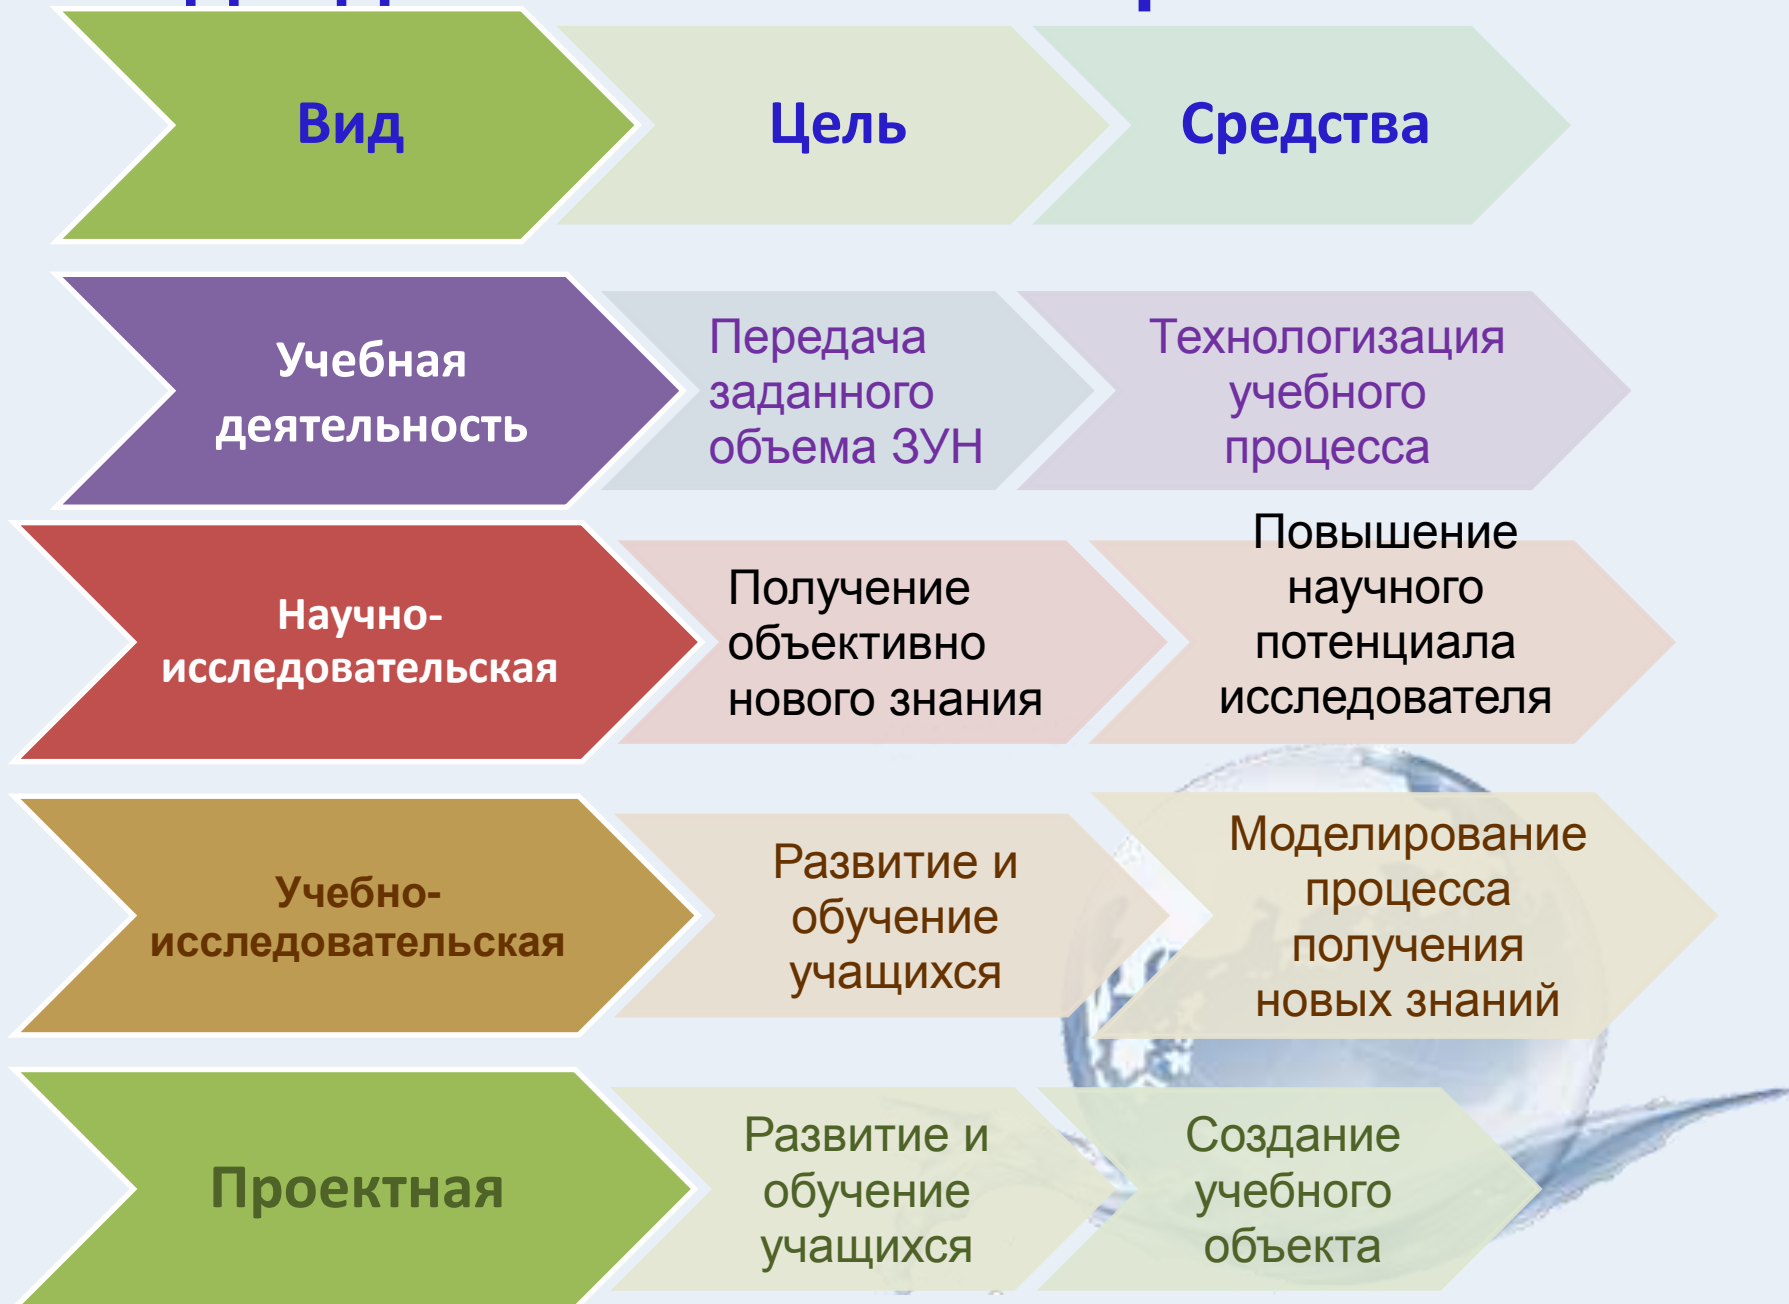 Вид
Цель
Средства
Учебная
деятельность
Передача
заданного
объема ЗУН
Технологизация
учебного
процесса
Научно-
исследовательская
Получение
объективно
нового знания
Повышение
научного
потенциала
исследователя
Учебно-
исследовательская
Развитие и
обучение
учащихся
Моделирование
процесса
получения
новых знаний
Проектная
Развитие и
обучение
учащихся
Создание
учебного
объекта